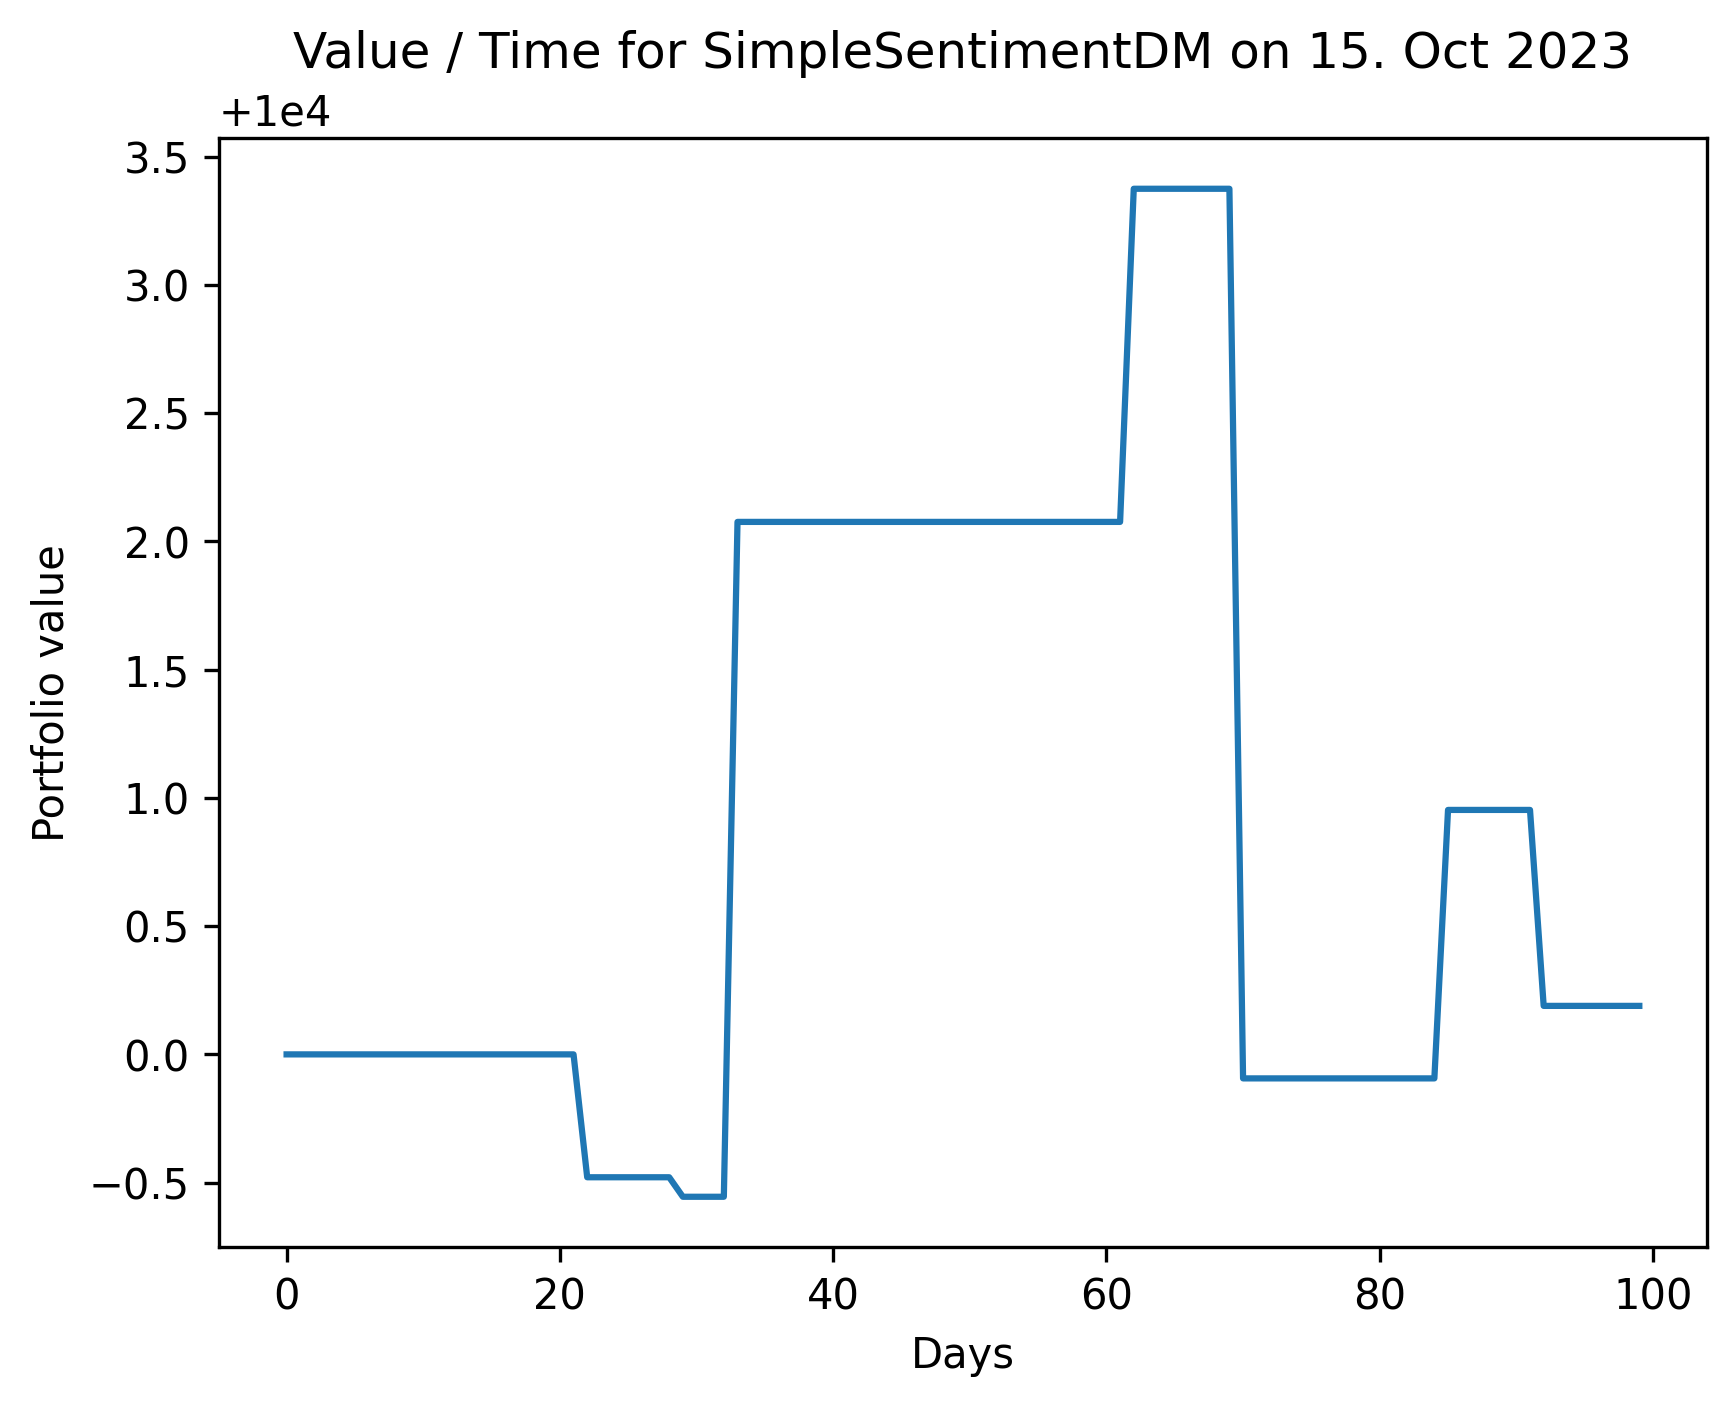 Value / Time for SimpleSentimentDM on 15. Oct 2023
+1e4
3.5
3.0
2.5
2.0
1.5
1.0
0.5
0.0
−0.5
Portfolio value
0 20 40 60 80 100
Days